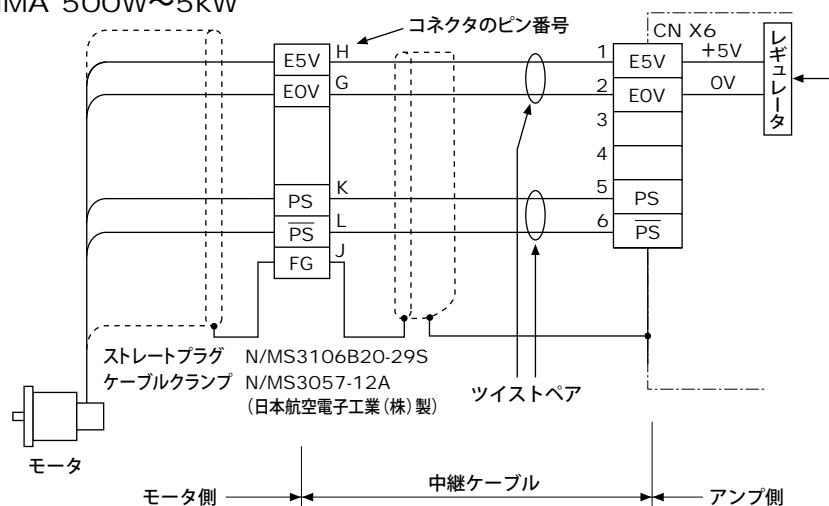 MA 500W～5kW
コネクタのピン番号
CN X6
E5V H
1 E5V +5V
E0V G
2 E0V 0V
レギュレータ
3
4
PS K
5 PS
PS L
6 PS
FG J
ストレートプラグ N/MS3106B20-29S
ケーブルクランプ N/MS3057-12A
(日本航空電子工業(株)製)
ツイストペア
モータ
モータ側
中継ケーブル
アンプ側